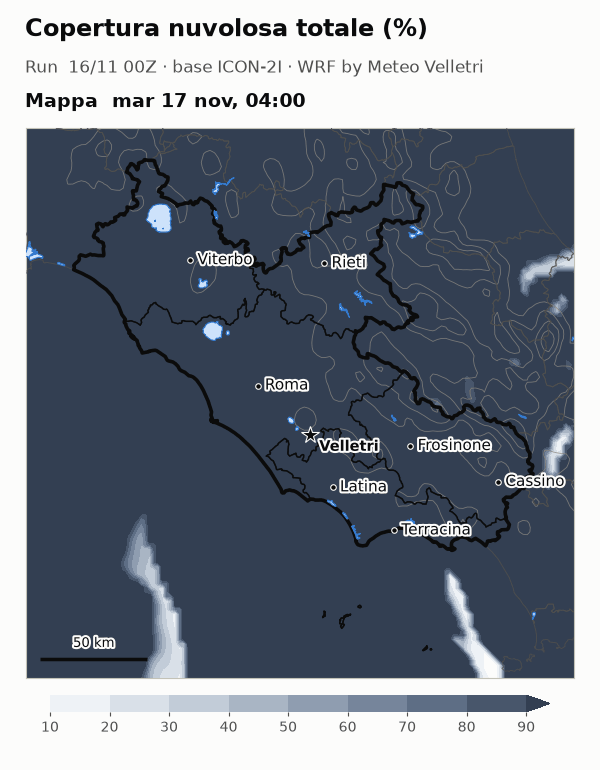 Copertura nuvolosa totale (%)
Run  16/11 00Z · base ICON-2I · WRF by Meteo Velletri
Mappa  mar 17 nov, 04:00
Viterbo
Rieti
Roma
Velletri
Frosinone
Cassino
Latina
Terracina
50 km
10 20 30 40 50 60 70 80 90